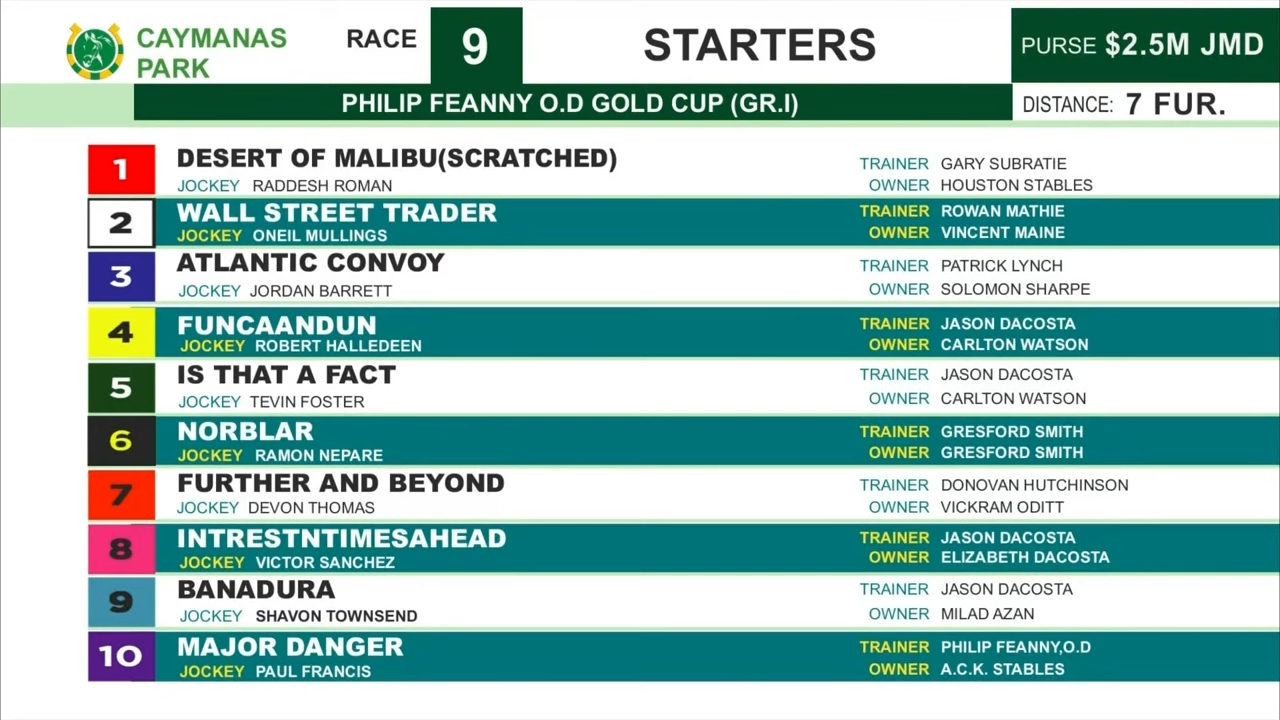 CAYMANAS PARK
RACE 9
STARTERS
PURSE $2.5M JMD
PHILIP FEANNY O.D GOLD CUP (GR.I)
DISTANCE: 7 FUR.
1 DESERT OF MALIBU(SCRATCHED)
JOCKEY RADDESH ROMAN
TRAINER GARY SUBRATIE
OWNER HOUSTON STABLES
2 WALL STREET TRADER
JOCKEY ONEIL MULLINGS
TRAINER ROWAN MATHIE
OWNER VINCENT MAINE
3 ATLANTIC CONVOY
JOCKEY JORDAN BARRETT
TRAINER PATRICK LYNCH
OWNER SOLOMON SHARPE
4 FUNCAANDUN
JOCKEY ROBERT HALLEDEEN
TRAINER JASON DACOSTA
OWNER CARLTON WATSON
5 IS THAT A FACT
JOCKEY TEVIN FOSTER
TRAINER JASON DACOSTA
OWNER CARLTON WATSON
6 NORBLAR
JOCKEY RAMON NEPARE
TRAINER GRESFORD SMITH
OWNER GRESFORD SMITH
7 FURTHER AND BEYOND
JOCKEY DEVON THOMAS
TRAINER DONOVAN HUTCHINSON
OWNER VICKRAM ODITT
8 INTRESTNTIMESAHEAD
JOCKEY VICTOR SANCHEZ
TRAINER JASON DACOSTA
OWNER ELIZABETH DACOSTA
9 BANADURA
JOCKEY SHAVON TOWNSEND
TRAINER JASON DACOSTA
OWNER MILAD AZAN
10 MAJOR DANGER
JOCKEY PAUL FRANCIS
TRAINER PHILIP FEANNY,O.D
OWNER A.C.K. STABLES